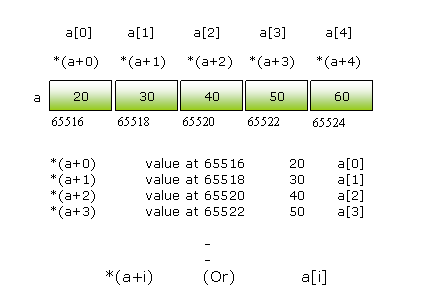 a[0] a[1] a[2] a[3] a[4]
*(a+0) *(a+1) *(a+2) *(a+3) *(a+4)
a 20 30 40 50 60
65516 65518 65520 65522 65524
*(a+0) value at 65516 20 a[0]
*(a+1) value at 65518 30 a[1]
*(a+2) value at 65520 40 a[2]
*(a+3) value at 65522 50 a[3]
-
-
*(a+i) (Or) a[i]